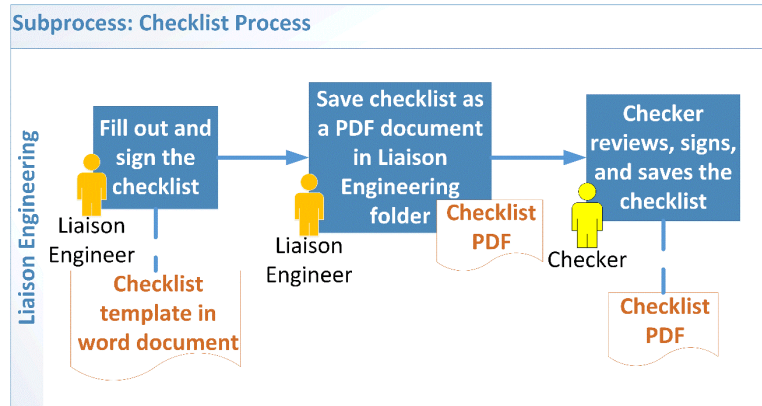 Subprocess: Checklist Process
Liaison Engineering
Fill out and
sign the
checklist
Liaison
Engineer
Checklist
template in
word document
Save checklist as
a PDF document
in Liaison
Engineering
folder
Liaison
Engineer
Checklist
PDF
Checker
reviews, signs,
and saves the
checklist
Checker
Checklist
PDF